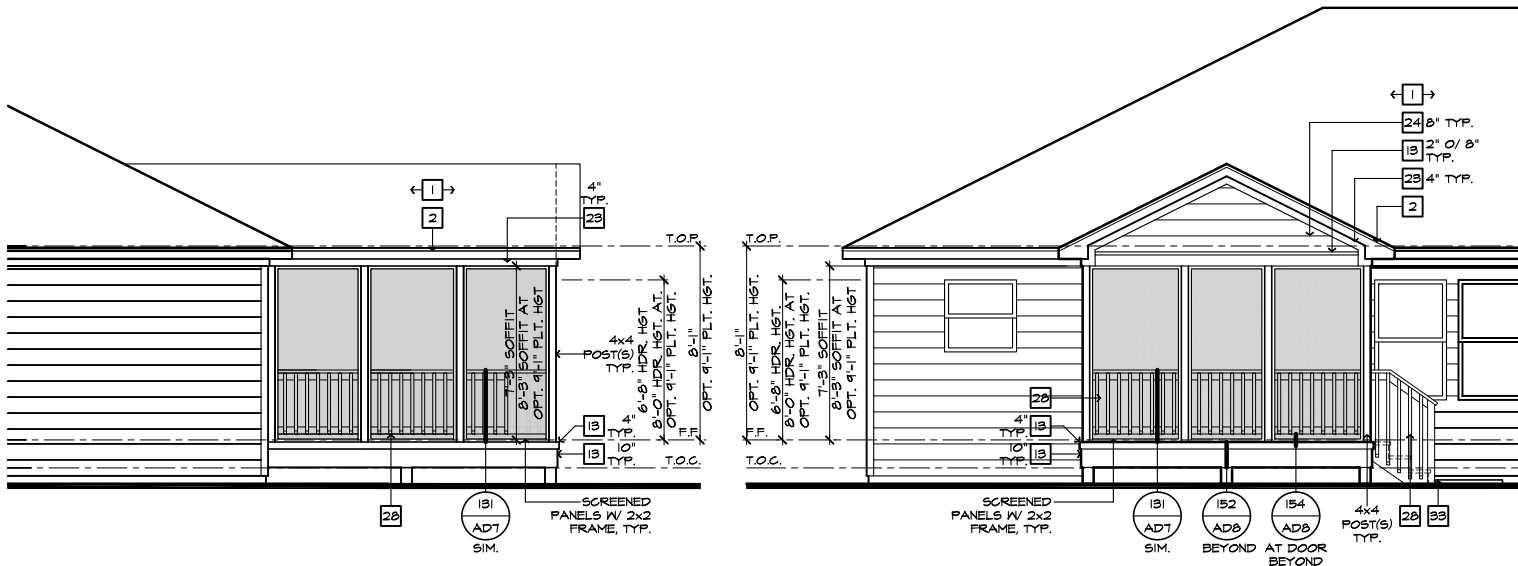 1
2
4"
TYP.
23
T.O.P.
7'-3" SOFFIT
8'-3" SOFFIT AT
OPT. 9'-1" PLT. HGT
4x4
POST(S)
TYP.
6'-8" HDR. HGT
8'-0" HDR. HGT. AT.
OPT. 9'-1" PLT. HGT.
8'-1"
OPT. 9'-1" PLT. HGT.
13 4"
TYP.
F.F.
13 10"
TYP.
T.O.C.
28
131
AD7
SIM.
SCREENED
PANELS W/ 2x2
FRAME, TYP.
1
24 8" TYP.
13 2" O/ 8"
TYP.
23 4" TYP.
2
T.O.P.
8'-1"
OPT. 9'-1" PLT. HGT.
6'-8" HDR. HGT.
8'-0" HDR. HGT. AT
OPT. 9'-1" PLT. HGT.
7'-3" SOFFIT
8'-3" SOFFIT AT
OPT. 9'-1" PLT. HGT
28
4"
TYP.
13
F.F.
10"
TYP.
13
T.O.C.
SCREENED
PANELS W/ 2x2
FRAME, TYP.
131
AD7
SIM.
152
AD8
BEYOND
154
AD8
AT DOOR
BEYOND
4x4
POST(S)
TYP.
28
33